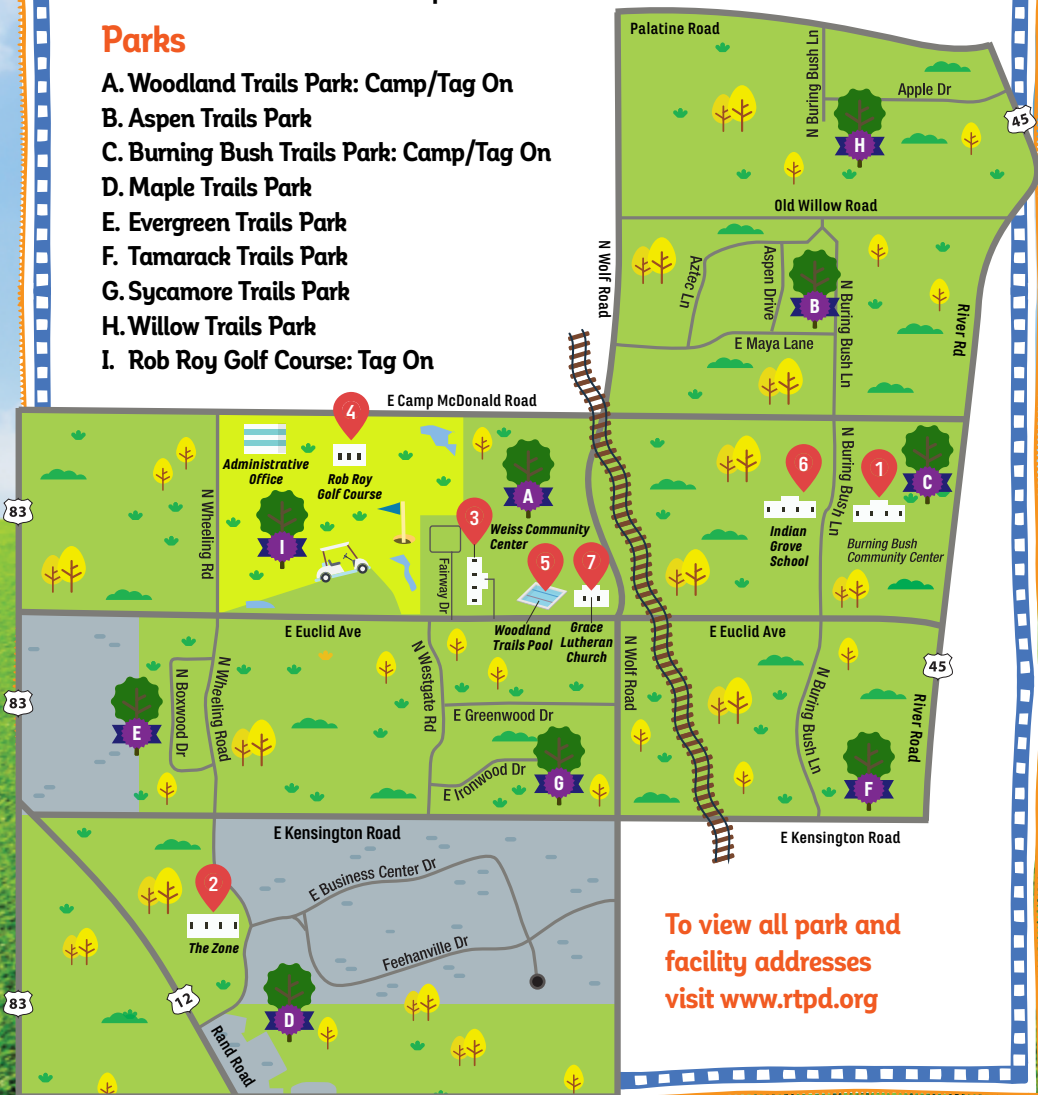 Parks
A. Woodland Trails Park: Camp/Tag On
B. Aspen Trails Park
C. Burning Bush Trails Park: Camp/Tag On
D. Maple Trails Park
E. Evergreen Trails Park
F. Tamarack Trails Park
G. Sycamore Trails Park
H. Willow Trails Park
I. Rob Roy Golf Course: Tag On
Palatine Road
N Buring Bush Ln
Apple Dr
45
H
Old Willow Road
N Wolf Road
Aztec Ln
Aspen Drive
B
N Buring Bush Ln
River Rd
E Maya Lane
E Camp McDonald Road
4
Administrative
Office
Rob Roy
Golf Course
A
N Buring Bush Ln
6
1
C
83
N Wheeling Rd
I
3
Weiss Community
Center
Indian
Grove
School
Burning Bush
Community Center
Fairway Dr
5
7
E Euclid Ave
Woodland
Trails Pool
Grace
Lutheran
Church
E Euclid Ave
45
83
E
N Boxwood Dr
N Wheeling Road
N Westgate Rd
N Wolf Road
N Buring Bush Ln
River Road
E Greenwood Dr
E Ironwood Dr
G
F
E Kensington Road
E Kensington Road
2
The Zone
E Business Center Dr
Feehanville Dr
83
12
D
Rand Road
To view all park and
facility addresses
visit www.rtpd.org